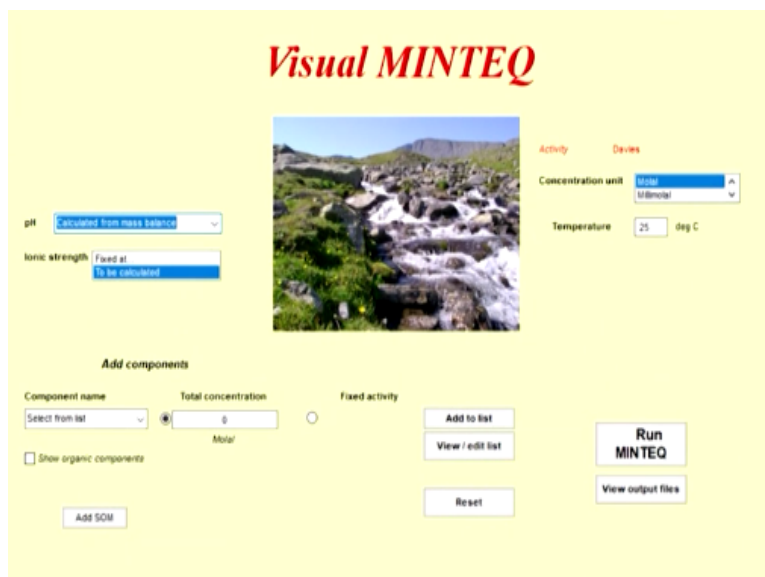 Visual MINTEQ
Activity Davies
Concentration unit Molal
Millimolal
pH Calculated from mass balance
Temperature 25 deg C
Ionic strength Fixed at
To be calculated
Add components
Component name Total concentration Fixed activity
Select from list 0 Add to list
Molal
View / edit list
Run
MINTEQ
Show organic components
View output files
Reset
Add SOM